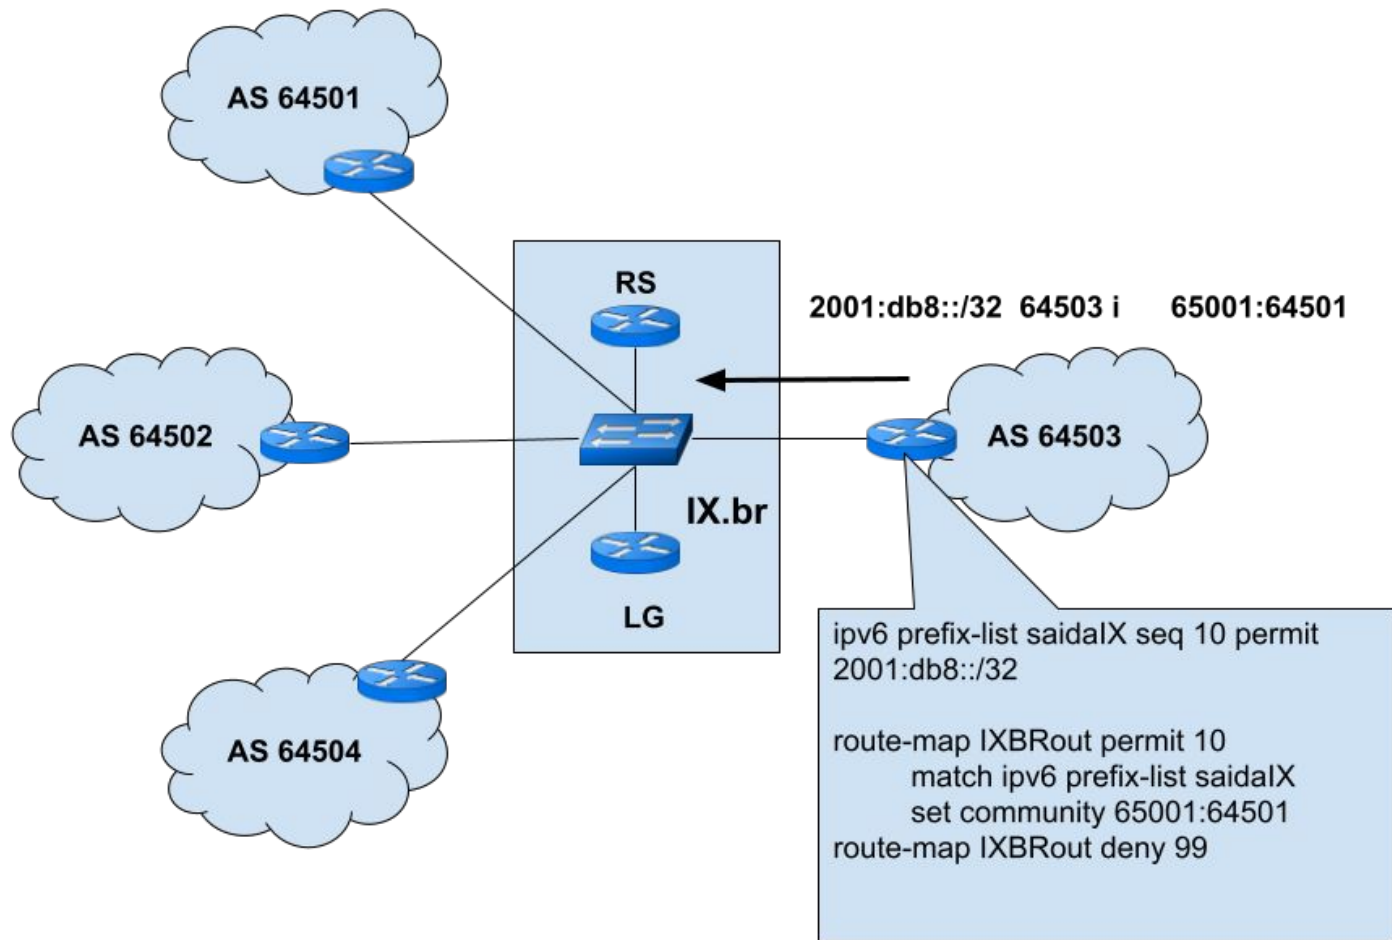 AS 64501
RS
2001:db8::/32 64503 i 65001:64501
AS 64502
AS 64503
IX.br
LG
AS 64504
ipv6 prefix-list saidaIX seq 10 permit
2001:db8::/32
route-map IXBRout permit 10
match ipv6 prefix-list saidaIX
set community 65001:64501
route-map IXBRout deny 99